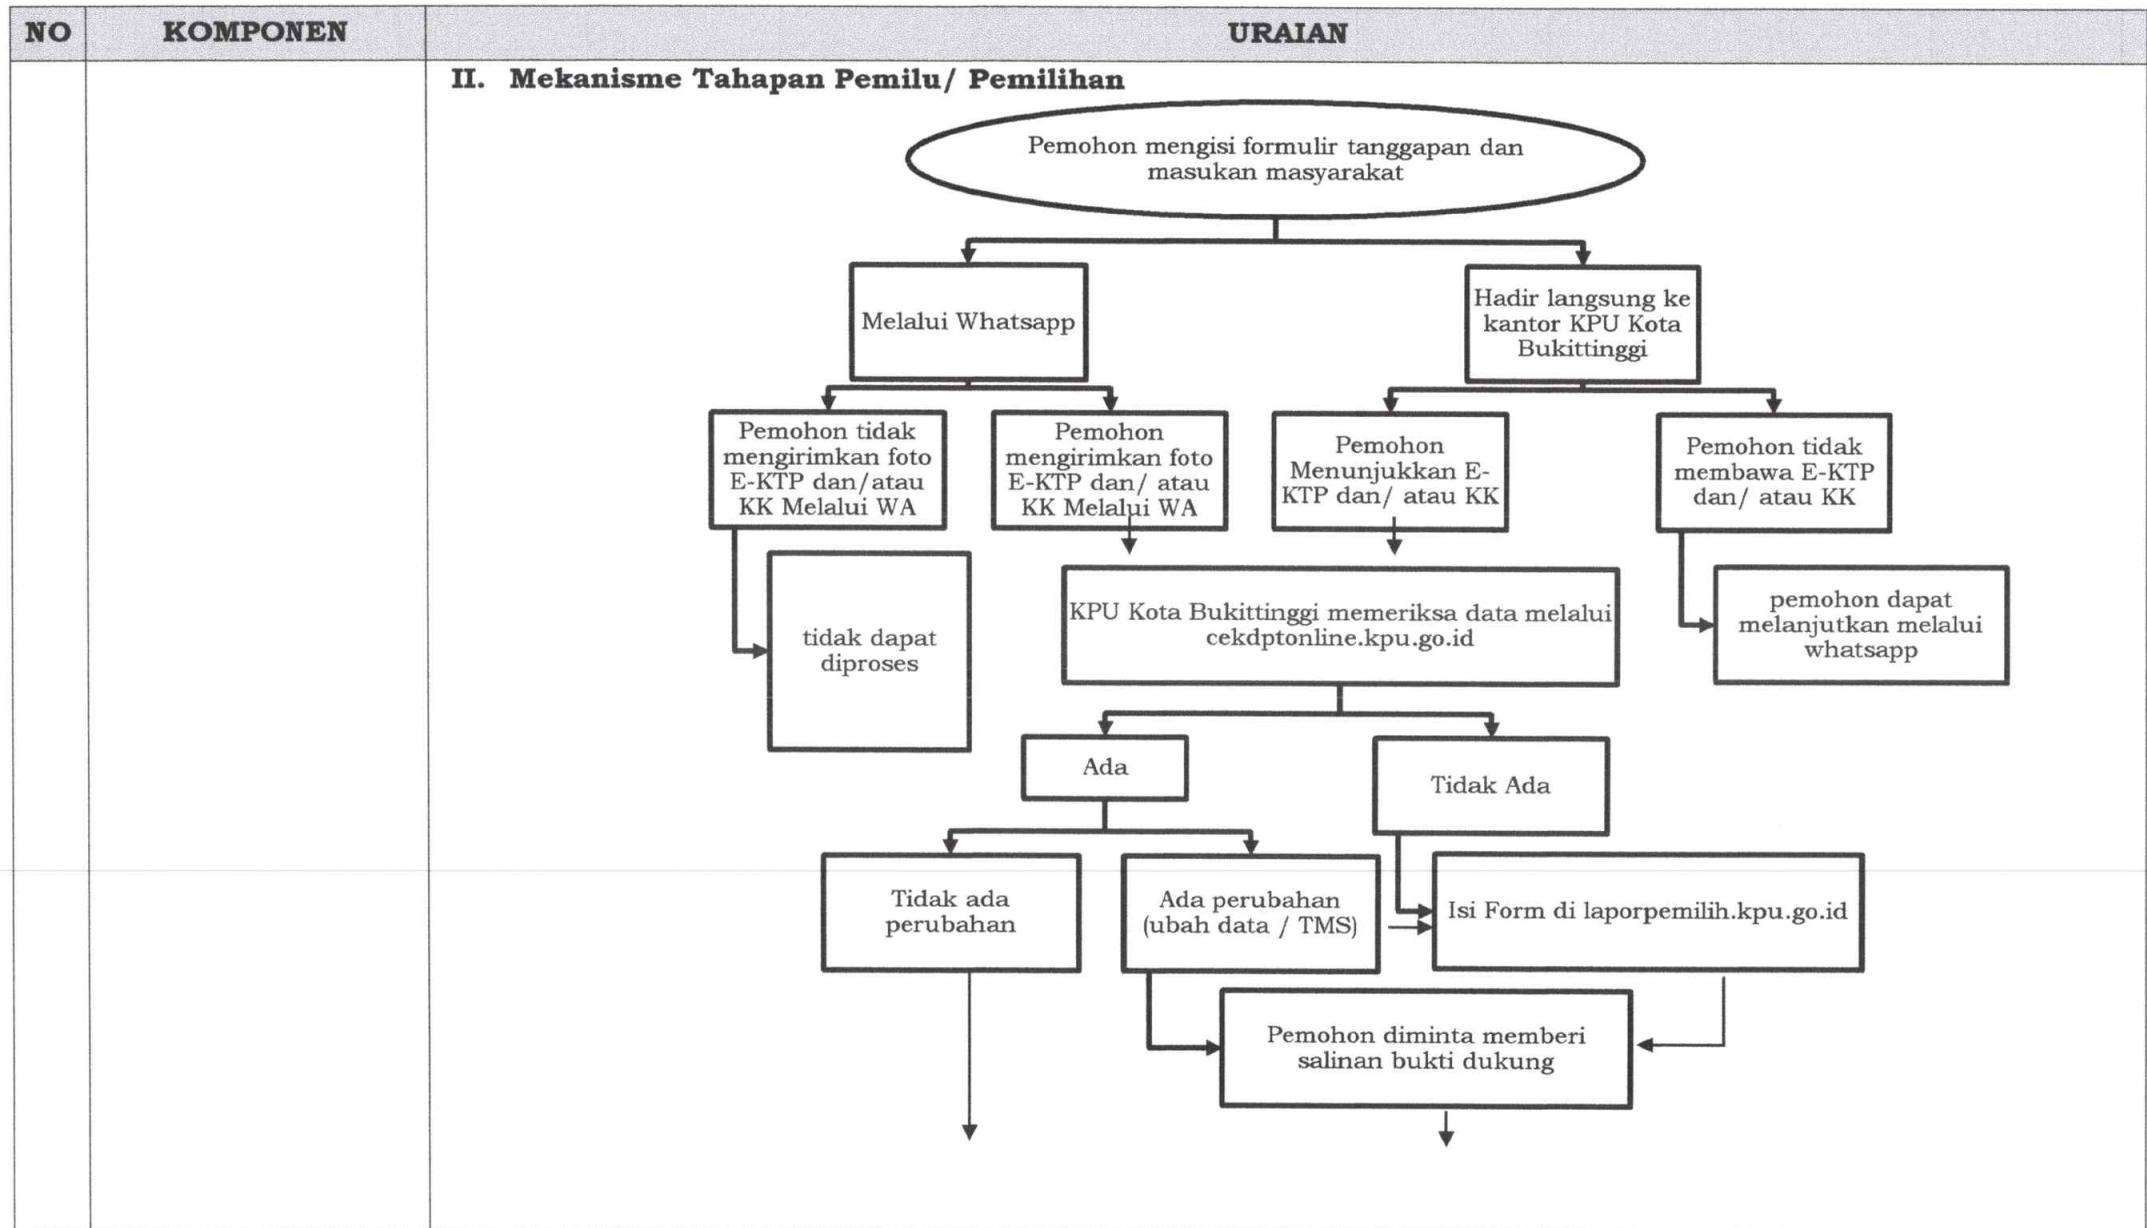 NO
KOMPONEN
URAIAN
II. Mekanisme Tahapan Pemilu/ Pemilihan
Pemohon mengisi formulir tanggapan dan
masukan masyarakat
Melalui Whatsapp
Hadir langsung ke
kantor KPU Kota
Bukittinggi
Pemohon tidak
mengirimkan foto
E-KTP dan/atau
KK Melalui WA
Pemohon
mengirimkan foto
E-KTP dan/ atau
KK Melalui WA
Pemohon
Menunjukkan E-
KTP dan/ atau KK
Pemohon tidak
membawa E-KTP
dan/ atau KK
tidak dapat
diproses
KPU Kota Bukittinggi memeriksa data melalui
cekdptonline.kpu.go.id
pemohon dapat
melanjutkan melalui
whatsapp
Ada
Tidak Ada
Tidak ada
perubahan
Ada perubahan
(ubah data / TMS)
Isi Form di laporpemilih.kpu.go.id
Pemohon diminta memberi
salinan bukti dukung